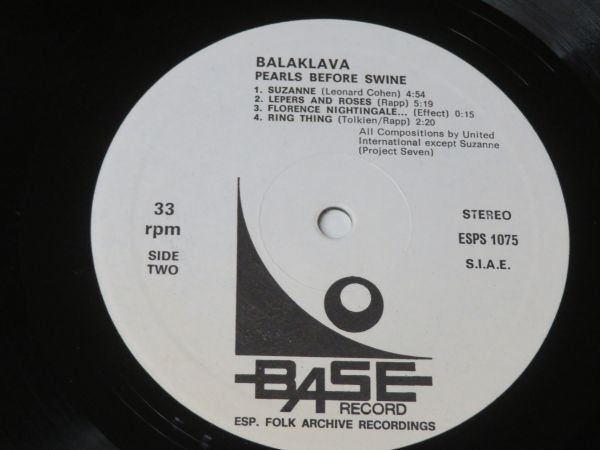 BALAKLAVA
PEARLS BEFORE SWINE
1. SUZANNE (Leonard Cohen) 4:54
2. LEPERS AND ROSES (Rapp) 5:19
3. FLORENCE NIGHTINGALE... (Effect) 0:15
4. RING THING (Tolkien/Rapp) 2:20
All Compositions by United
International except Suzanne
(Project Seven)
33
rpm
SIDE
TWO
STEREO
ESPS 1075
S.I.A.E.
BASE
RECORD
ESP. FOLK ARCHIVE RECORDINGS